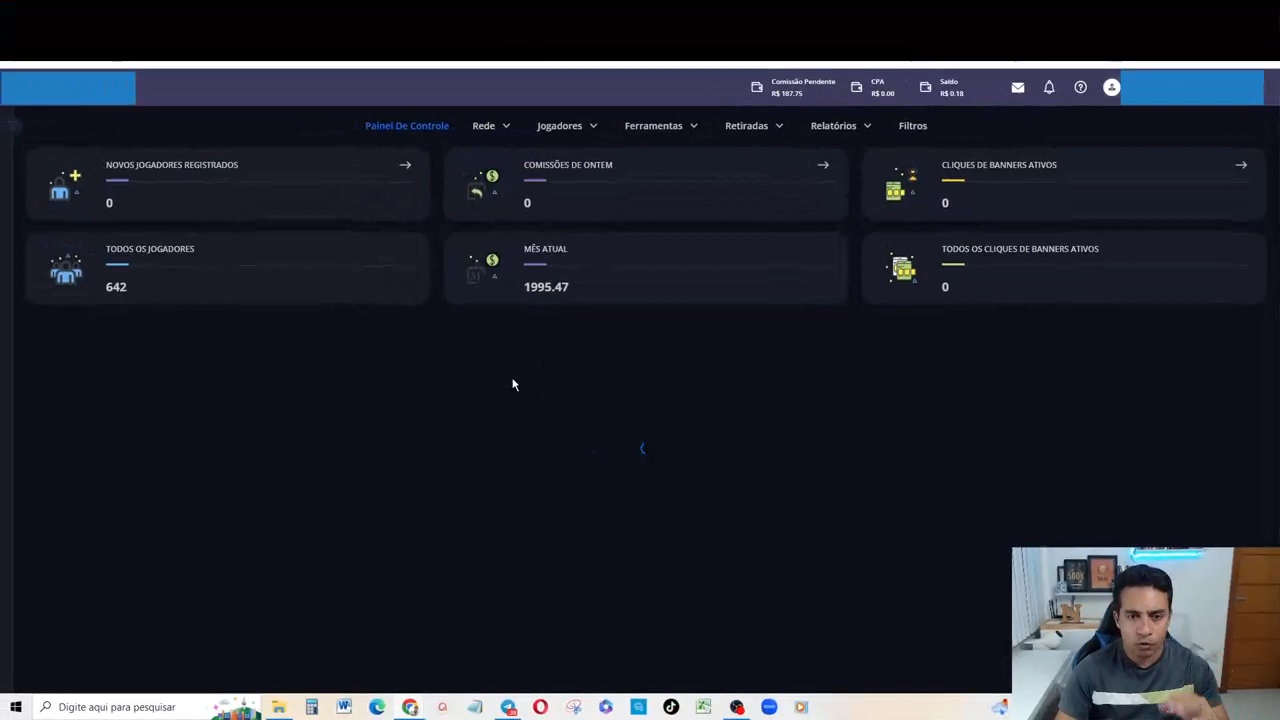 Comissão Pendente
R$ 187.75
CPA
R$ 0.00
Saldo
R$ 0.18
Painel De Controle
Rede
Jogadores
Ferramentas
Retiradas
Relatórios
Filtros
NOVOS JOGADORES REGISTRADOS
0
COMISSÕES DE ONTEM
0
CLIQUES DE BANNERS ATIVOS
0
TODOS OS JOGADORES
642
MÊS ATUAL
1995.47
TODOS OS CLIQUES DE BANNERS ATIVOS
0
Digite aqui para pesquisar